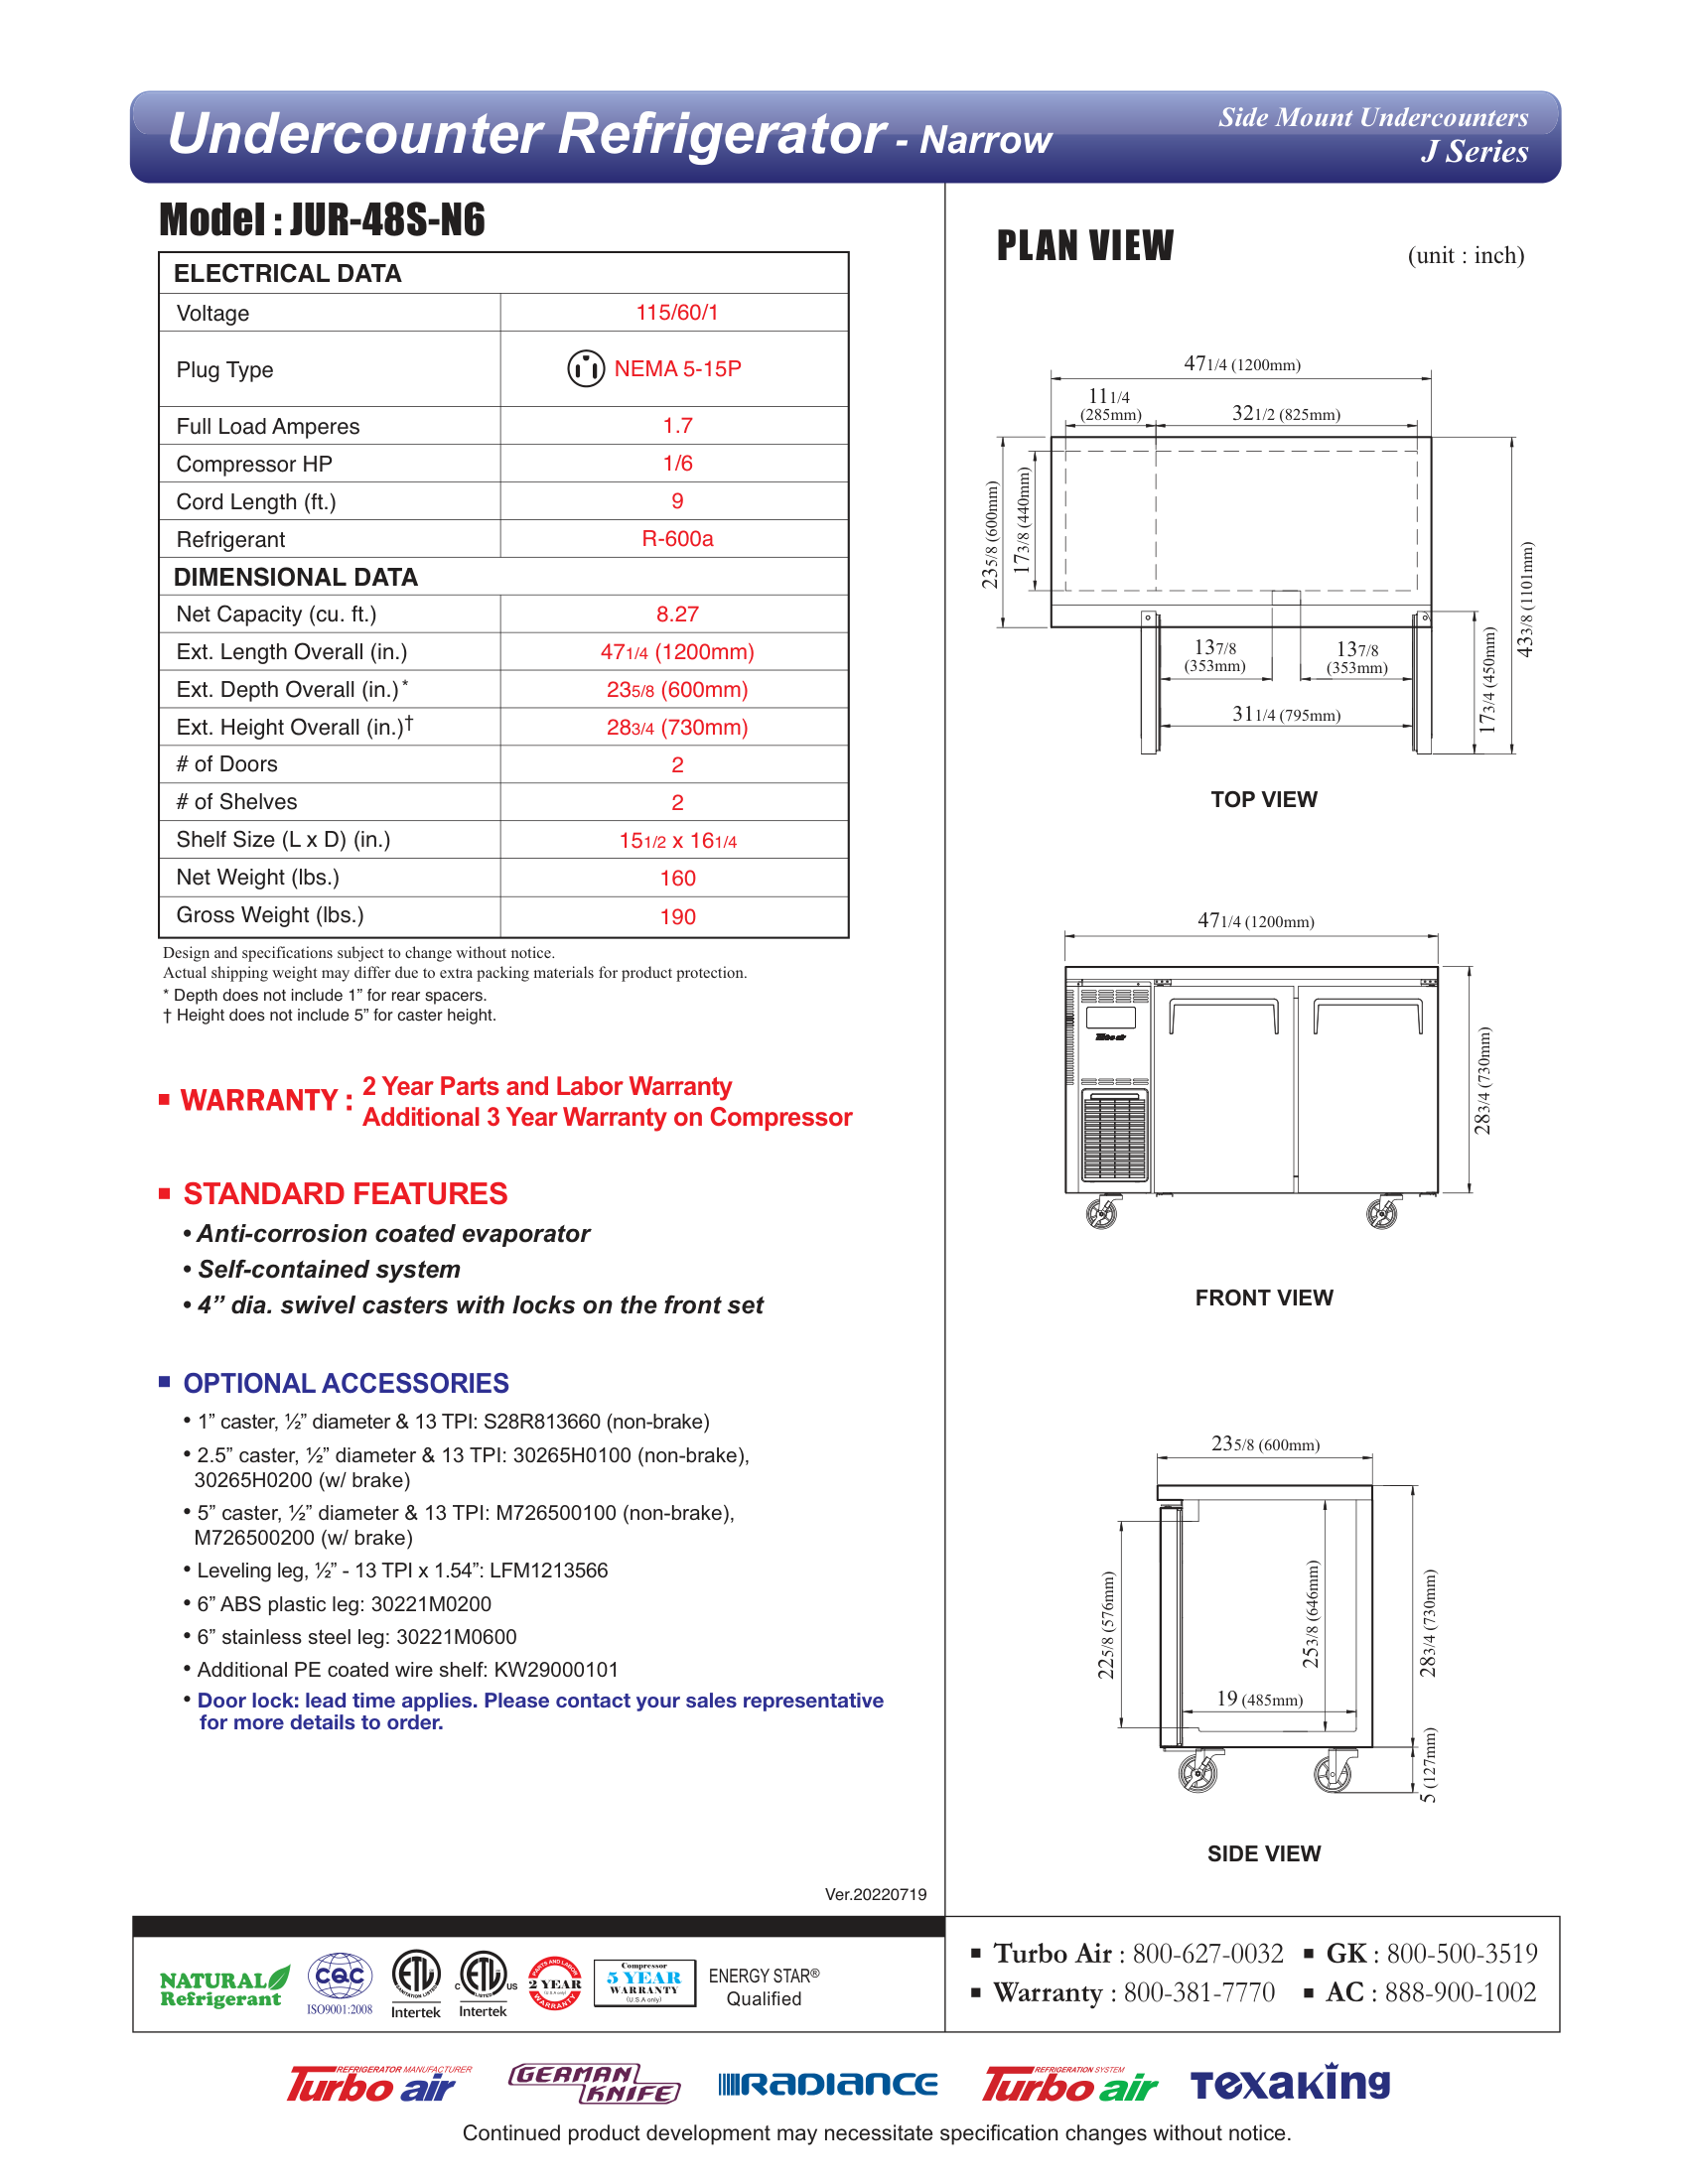 Undercounter Refrigerator - Narrow
Side Mount Undercounters
J Series
Model : JUR-48S-N6
ELECTRICAL DATA
Voltage 115/60/1
Plug Type NEMA 5-15P
Full Load Amperes 1.7
Compressor HP 1/6
Cord Length (ft.) 9
Refrigerant R-600a
DIMENSIONAL DATA
Net Capacity (cu. ft.) 8.27
Ext. Length Overall (in.) 47 1/4 (1200mm)
Ext. Depth Overall (in.)* 23 5/8 (600mm)
Ext. Height Overall (in.)† 28 3/4 (730mm)
# of Doors 2
# of Shelves 2
Shelf Size (L x D) (in.) 15 1/2 x 16 1/4
Net Weight (lbs.) 160
Gross Weight (lbs.) 190
Design and specifications subject to change without notice.
Actual shipping weight may differ due to extra packing materials for product protection.
* Depth does not include 1” for rear spacers.
† Height does not include 5” for caster height.
■ WARRANTY : 2 Year Parts and Labor Warranty
Additional 3 Year Warranty on Compressor
■ STANDARD FEATURES
• Anti-corrosion coated evaporator
• Self-contained system
• 4” dia. swivel casters with locks on the front set
■ OPTIONAL ACCESSORIES
• 1” caster, ½” diameter & 13 TPI: S28R813660 (non-brake)
• 2.5” caster, ½” diameter & 13 TPI: 30265H0100 (non-brake),
30265H0200 (w/ brake)
• 5” caster, ½” diameter & 13 TPI: M726500100 (non-brake),
M726500200 (w/ brake)
• Leveling leg, ½” - 13 TPI x 1.54”: LFM1213566
• 6” ABS plastic leg: 30221M0200
• 6” stainless steel leg: 30221M0600
• Additional PE coated wire shelf: KW29000101
• Door lock: lead time applies. Please contact your sales representative
for more details to order.
Ver.20220719
PLAN VIEW
(unit : inch)
47 1/4 (1200mm)
11 1/4
(285mm)
32 1/2 (825mm)
23 5/8 (600mm)
17 3/8 (440mm)
13 7/8
(353mm)
13 7/8
(353mm)
31 1/4 (795mm)
17 3/4 (450mm)
43 3/8 (1101mm)
TOP VIEW
47 1/4 (1200mm)
Turbo air
28 3/4 (730mm)
FRONT VIEW
23 5/8 (600mm)
22 5/8 (576mm)
25 3/8 (646mm)
19 (485mm)
28 3/4 (730mm)
5 (127mm)
SIDE VIEW
NATURAL
Refrigerant
CQC
ISO9001:2008
ETL
SANITATION LISTED
Intertek
C ETL US
LISTED
Intertek
PARTS AND LABOR
2 YEAR
(U.S.A only)
WARRANTY
Compressor
5 YEAR
WARRANTY
(U.S.A only)
ENERGY STAR®
Qualified
■ Turbo Air : 800-627-0032 ■ GK : 800-500-3519
■ Warranty : 800-381-7770 ■ AC : 888-900-1002
REFRIGERATOR MANUFACTURER
Turbo air
GERMAN
KNIFE
RADIANCE
REFRIGERATION SYSTEM
Turbo air
TEXAKING
Continued product development may necessitate specification changes without notice.